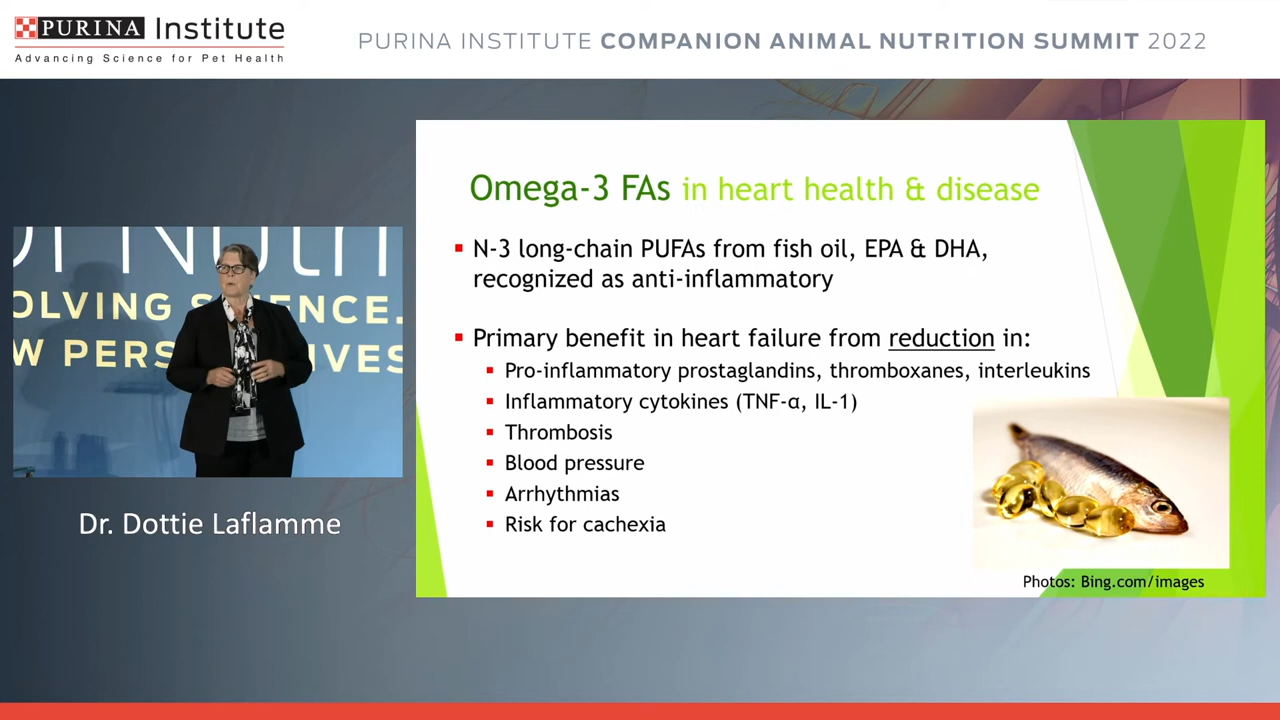 PURINA Institute
Advancing Science for Pet Health
PURINA INSTITUTE COMPANION ANIMAL NUTRITION SUMMIT 2022
OLVING SCIENCE.
W PERSPECTIVES
Dr. Dottie Laflamme
Omega-3 FAs in heart health & disease
N-3 long-chain PUFAs from fish oil, EPA & DHA,
recognized as anti-inflammatory
Primary benefit in heart failure from reduction in:
Pro-inflammatory prostaglandins, thromboxanes, interleukins
Inflammatory cytokines (TNF-α, IL-1)
Thrombosis
Blood pressure
Arrhythmias
Risk for cachexia
Photos: Bing.com/images